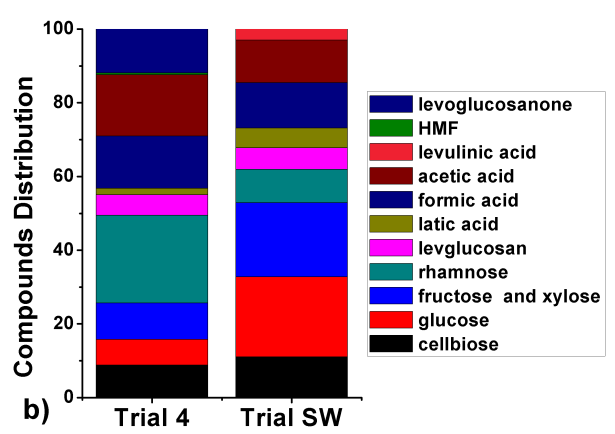 100
80
60
40
20
0
Compounds Distribution
Trial 4
Trial SW
levoglucosanone
HMF
levulinic acid
acetic acid
formic acid
latic acid
levglucosan
rhamnose
fructose and xylose
glucose
cellbiose
b)